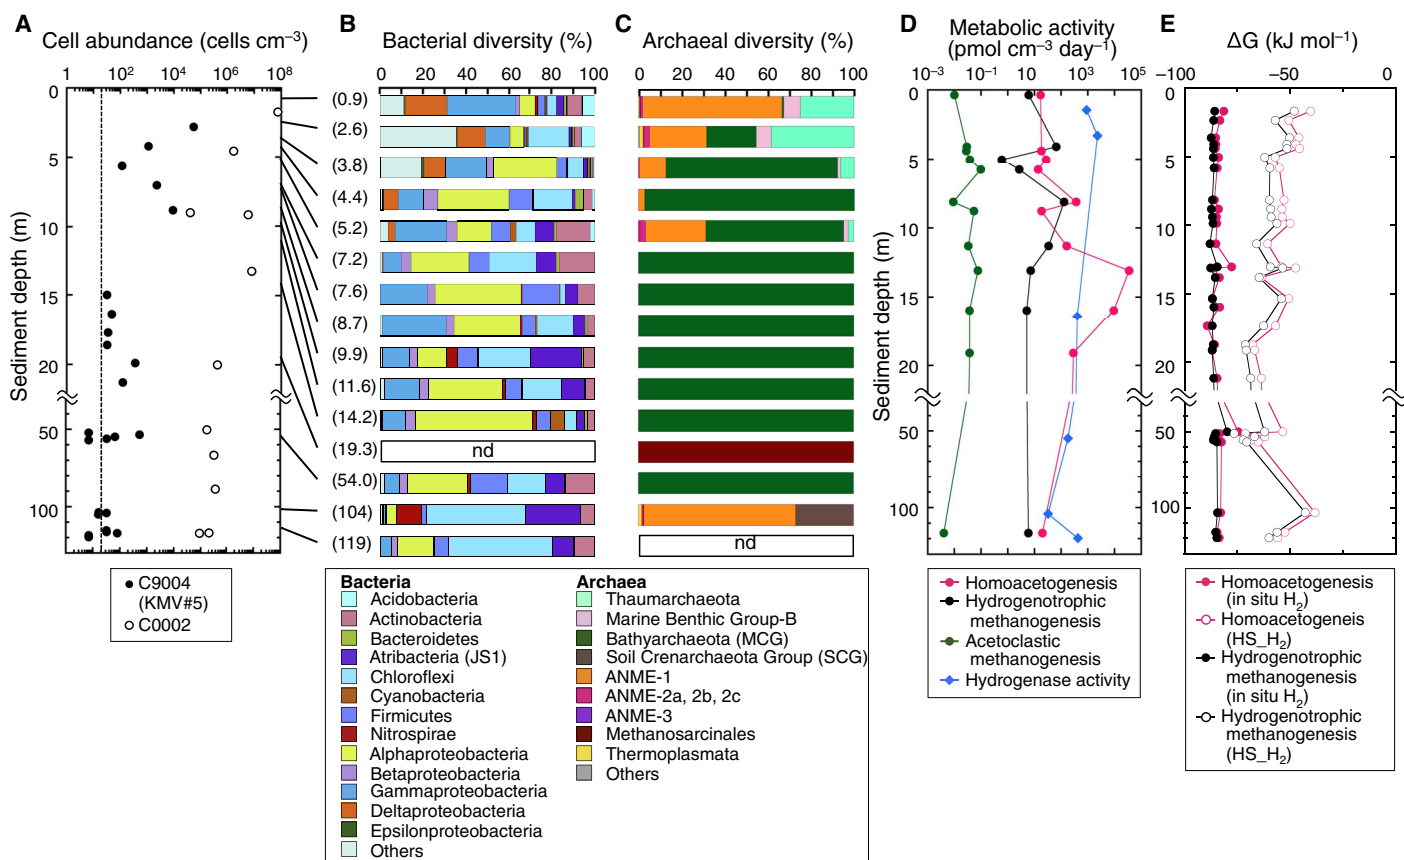 A
Cell abundance (cells cm–3)
1 10² 10⁴ 10⁶ 10⁸
Sediment depth (m)
0
5
10
15
20
50
100
C9004
(KMV#5)
C0002
B
Bacterial diversity (%)
0 20 40 60 80 100
(0.9)
(2.6)
(3.8)
(4.4)
(5.2)
(7.2)
(7.6)
(8.7)
(9.9)
(11.6)
(14.2)
(19.3)
(54.0)
(104)
(119)
nd
C
Archaeal diversity (%)
0 20 40 60 80 100
nd
Bacteria
Acidobacteria
Actinobacteria
Bacteroidetes
Atribacteria (JS1)
Chloroflexi
Cyanobacteria
Firmicutes
Nitrospirae
Alphaproteobacteria
Betaproteobacteria
Gammaproteobacteria
Deltaproteobacteria
Epsilonproteobacteria
Others
Archaea
Thaumarchaeota
Marine Benthic Group-B
Bathyarchaeota (MCG)
Soil Crenarchaeota Group (SCG)
ANME-1
ANME-2a, 2b, 2c
ANME-3
Methanosarcinales
Thermoplasmata
Others
D
Metabolic activity
(pmol cm–3 day–1)
10–3 10–1 10 10³ 10⁵
Sediment depth (m)
0
5
10
15
20
50
100
Homoacetogenesis
Hydrogenotrophic
methanogenesis
Acetoclastic
methanogenesis
Hydrogenase activity
E
ΔG (kJ mol–1)
–100 –50 0
0
5
10
15
20
50
100
Homoacetogenesis
(in situ H₂)
Homoacetogeneis
(HS_H₂)
Hydrogenotrophic
methanogenesis
(in situ H₂)
Hydrogenotrophic
methanogenesis
(HS_H₂)